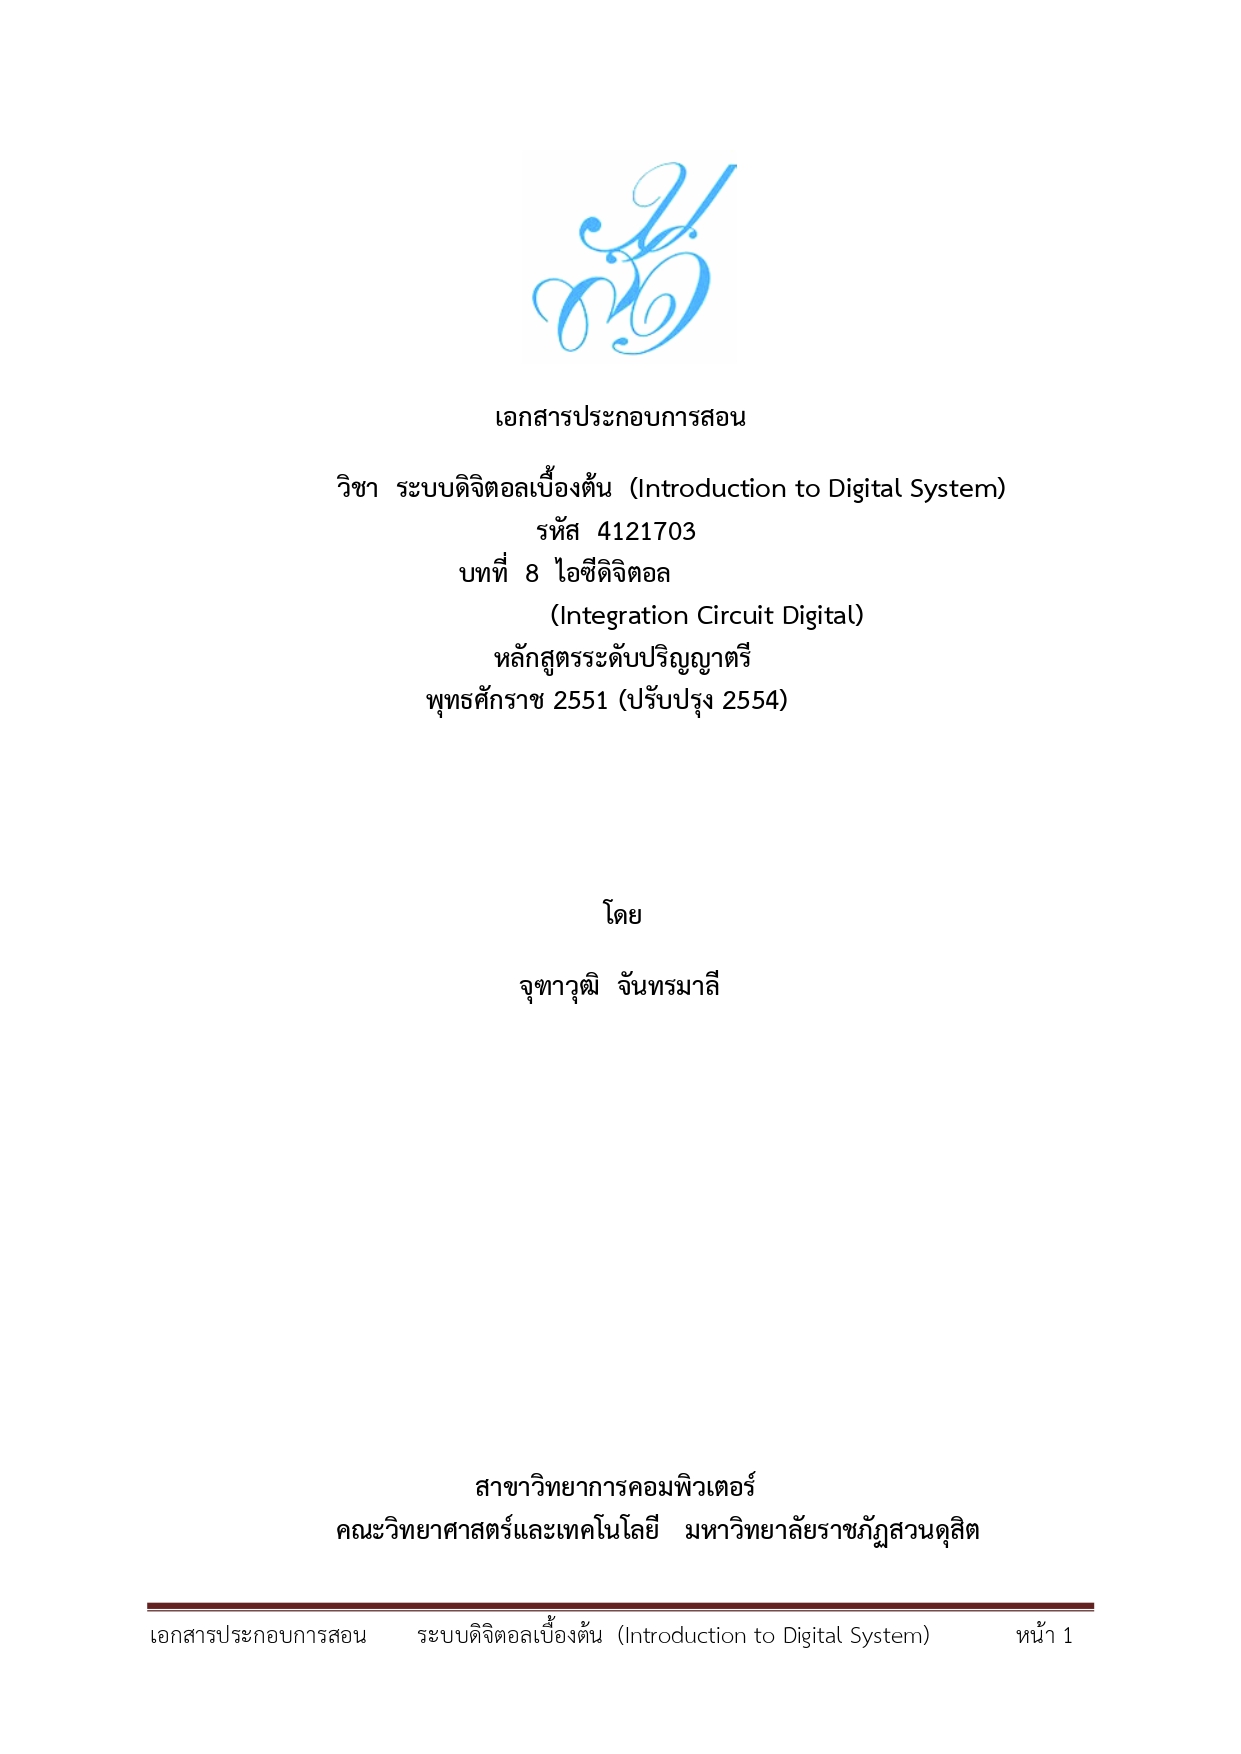 เอกสารประกอบการสอน
วิชา ระบบดิจิตอลเบื้องต้น (Introduction to Digital System)
รหัส 4121703
บทที่ 8 ไอซีดิจิตอล
(Integration Circuit Digital)
หลักสูตรระดับปริญญาตรี
พุทธศักราช 2551 (ปรับปรุง 2554)
โดย
จุฑาวุฒิ จันทรมาลี
สาขาวิทยาการคอมพิวเตอร์
คณะวิทยาศาสตร์และเทคโนโลยี มหาวิทยาลัยราชภัฏสวนดุสิต
เอกสารประกอบการสอน ระบบดิจิตอลเบื้องต้น (Introduction to Digital System) หน้า 1